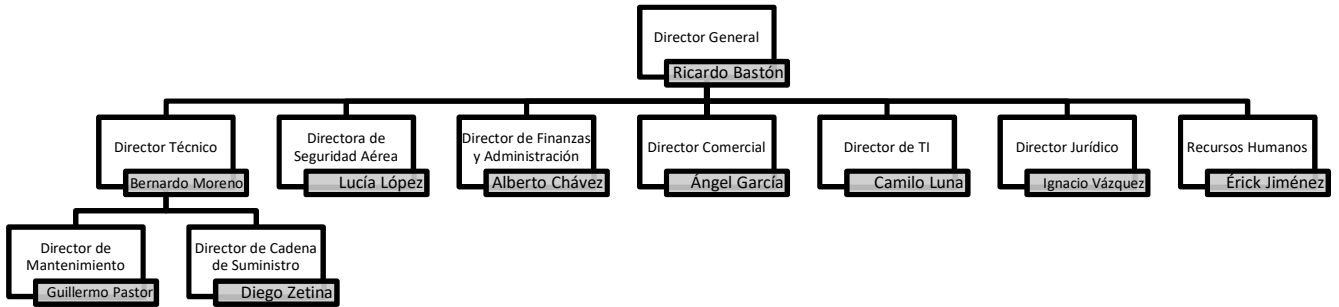 Director General
Ricardo Bastón
Director Técnico
Bernardo Moreno
Directora de
Seguridad Aérea
Lucía López
Director de Finanzas
y Administración
Alberto Chávez
Director Comercial
Ángel García
Director de TI
Camilo Luna
Director Jurídico
Ignacio Vázquez
Recursos Humanos
Érick Jiménez
Director de
Mantenimiento
Guillermo Pastor
Director de Cadena
de Suministro
Diego Zetina